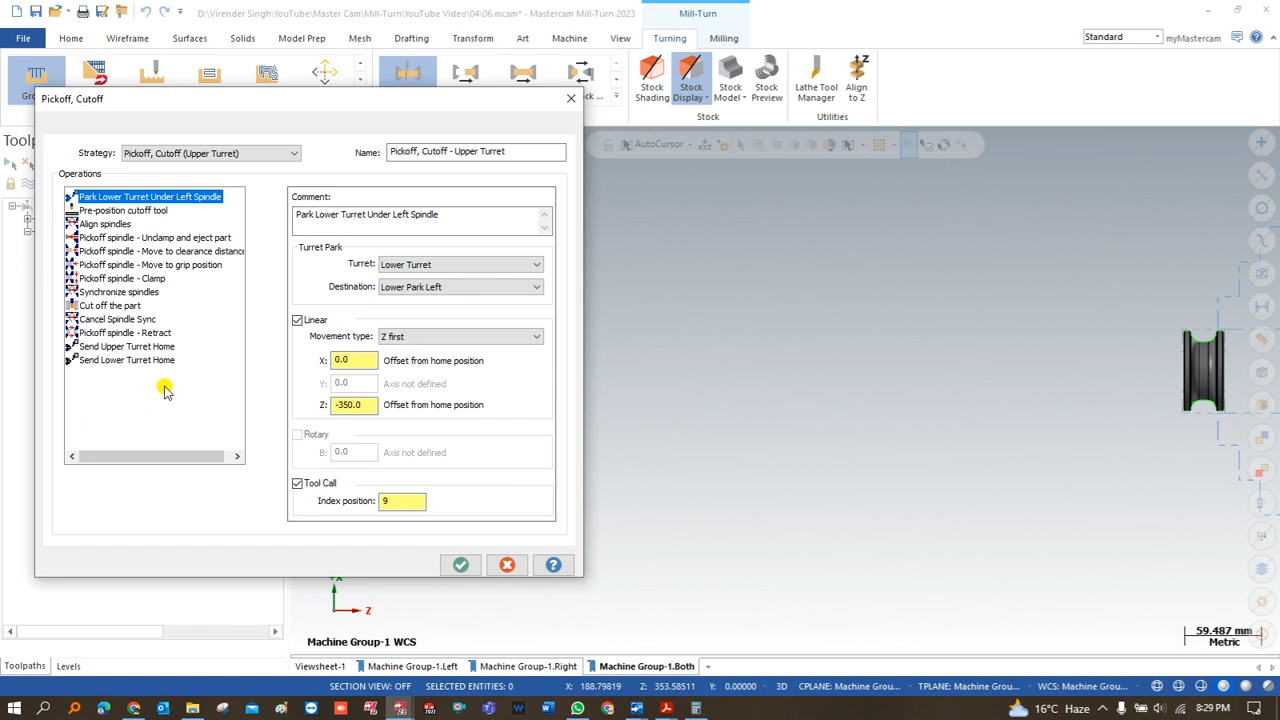 D:\Virender Singh\YouTube\Master Cam\Mill-Turn\YouTube Video\04\06.mcam* - Mastercam Mill-Turn 2023
Mill-Turn
File
Home
Wireframe
Surfaces
Solids
Model Prep
Mesh
Drafting
Transform
Art
Machine
View
Turning
Milling
Standard
myMastercam
Stock Shading
Stock Display
Stock Model
Stock Preview
Lathe Tool Manager
Align to Z
Stock
Utilities
AutoCursor
Pickoff, Cutoff
Strategy:
Pickoff, Cutoff (Upper Turret)
Name:
Pickoff, Cutoff - Upper Turret
Operations
Park Lower Turret Under Left Spindle
Pre-position cutoff tool
Align spindles
Pickoff spindle - Unclamp and eject part
Pickoff spindle - Move to clearance distance
Pickoff spindle - Move to grip position
Pickoff spindle - Clamp
Synchronize spindles
Cut off the part
Cancel Spindle Sync
Pickoff spindle - Retract
Send Upper Turret Home
Send Lower Turret Home
Comment:
Park Lower Turret Under Left Spindle
Turret Park
Turret:
Lower Turret
Destination:
Lower Park Left
Linear
Movement type:
Z first
X:
0.0
Offset from home position
Y:
0.0
Axis not defined
Z:
-350.0
Offset from home position
Rotary
B:
0.0
Axis not defined
Tool Call
Index position:
9
Z
Machine Group-1 WCS
59.487 mm
Metric
Toolpaths
Levels
Viewsheet-1
Machine Group-1.Left
Machine Group-1.Right
Machine Group-1.Both
+
SECTION VIEW: OFF
SELECTED ENTITIES: 0
X: 188.79819
Z: 353.58511
Y: 0.00000
3D
CPLANE: Machine Grou...
TPLANE: Machine Grou...
WCS: Machine Grou...
16°C Haze
8:29 PM